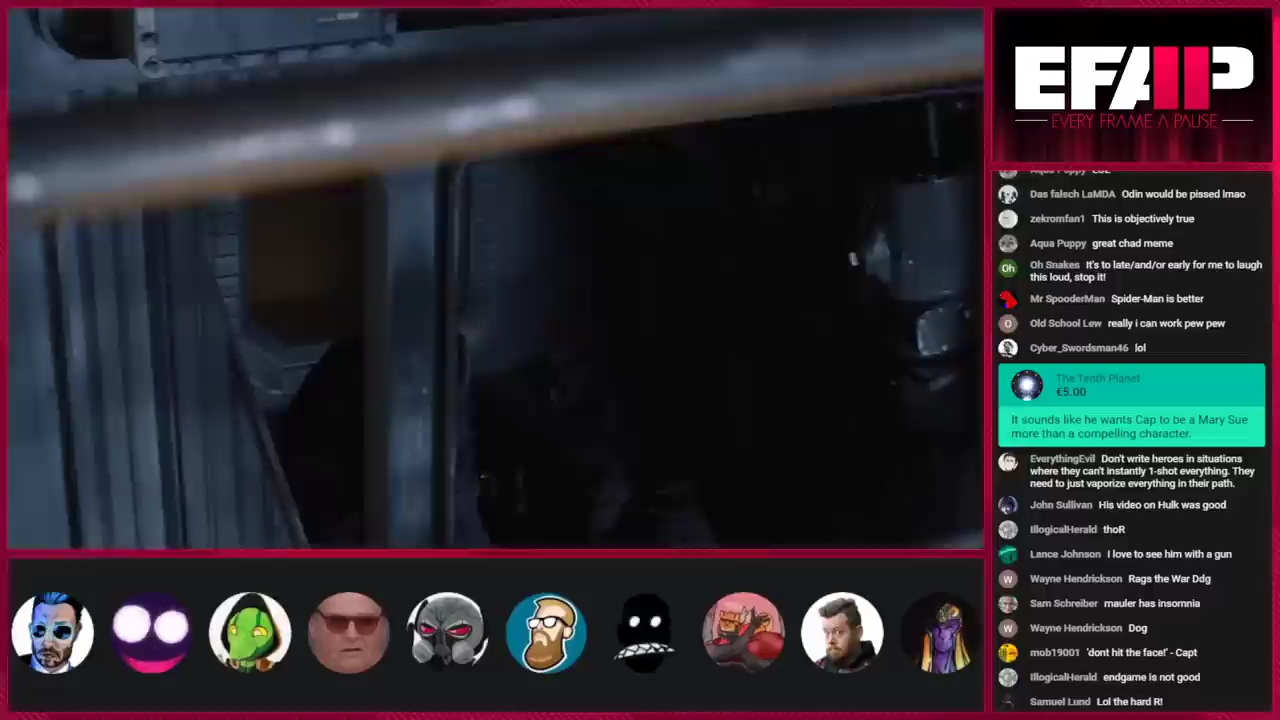 EFAP
EVERY FRAME A PAUSE
Das falsch LaMDA Odin would be pissed lmao
zekromfan1 This is objectively true
Aqua Puppy great chad meme
Oh Oh Snakes It's to late/and/or early for me to laugh
this loud, stop it!
Mr SpooderMan Spider-Man is better
O Old School Lew really i can work pew pew
Cyber_Swordsman46 lol
The Tenth Planet
€5.00
It sounds like he wants Cap to be a Mary Sue
more than a compelling character.
EverythingEvil Don't write heroes in situations
where they can't instantly 1-shot everything. They
need to just vaporize everything in their path.
John Sullivan His video on Hulk was good
IllogicalHerald thoR
Lance Johnson I love to see him with a gun
W Wayne Hendrickson Rags the War Ddg
Sam Schreiber mauler has insomnia
W Wayne Hendrickson Dog
mob19001 'dont hit the face!' - Capt
IllogicalHerald endgame is not good
Samuel Lund Lol the hard R!